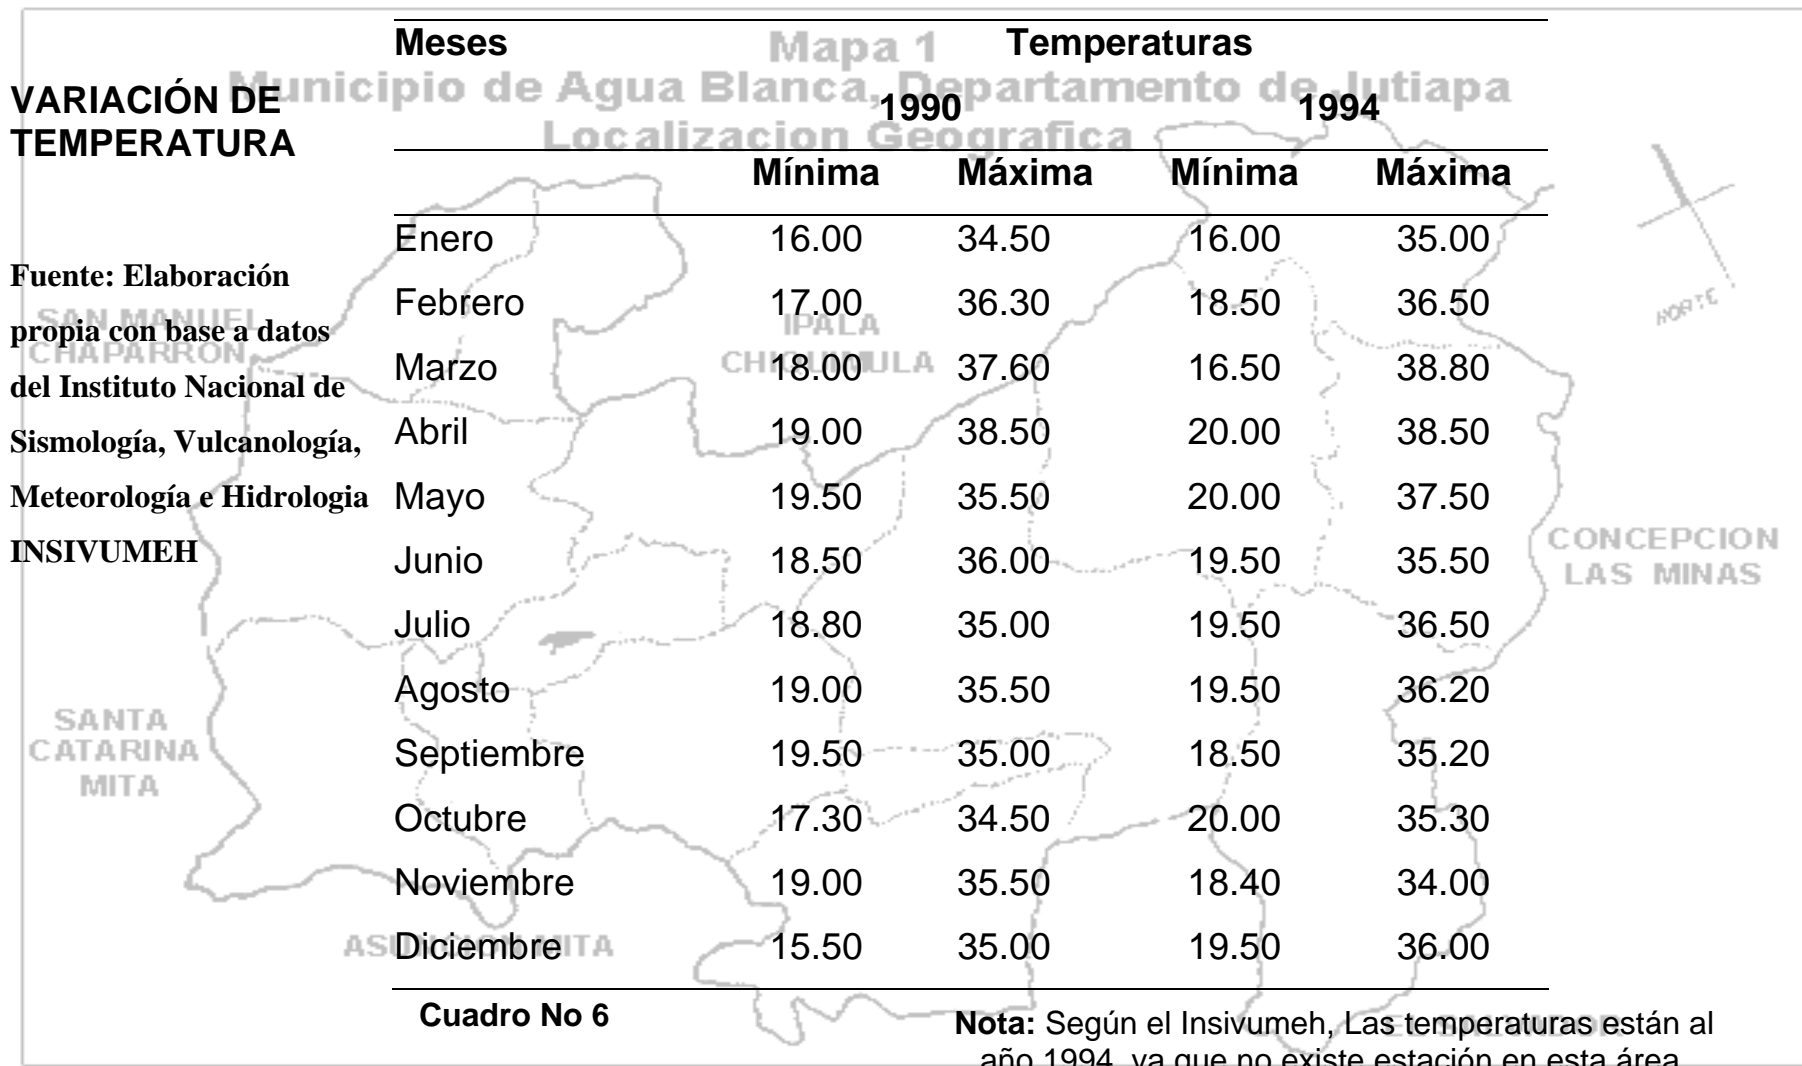 Mapa 1
Municipio de Agua Blanca, Departamento de Jutiapa
Localizacion Geografica
VARIACIÓN DE
TEMPERATURA
Fuente: Elaboración
propia con base a datos
del Instituto Nacional de
Sismología, Vulcanología,
Meteorología e Hidrologia
INSIVUMEH
Meses Temperaturas
1990 1994
Mínima Máxima Mínima Máxima
Enero 16.00 34.50 16.00 35.00
Febrero 17.00 36.30 18.50 36.50
Marzo 18.00 37.60 16.50 38.80
Abril 19.00 38.50 20.00 38.50
Mayo 19.50 35.50 20.00 37.50
Junio 18.50 36.00 19.50 35.50
Julio 18.80 35.00 19.50 36.50
Agosto 19.00 35.50 19.50 36.20
Septiembre 19.50 35.00 18.50 35.20
Octubre 17.30 34.50 20.00 35.30
Noviembre 19.00 35.50 18.40 34.00
Diciembre 15.50 35.00 19.50 36.00
Cuadro No 6
Nota: Según el Insivumeh, Las temperaturas están al
año 1994, ya que no existe estación en esta área
NORTE
SAN MANUEL
CHAPARRON
IPALA
CHIQUIMULA
CONCEPCION
LAS MINAS
SANTA
CATARINA
MITA
ASUNCION MITA
EL SALVADOR